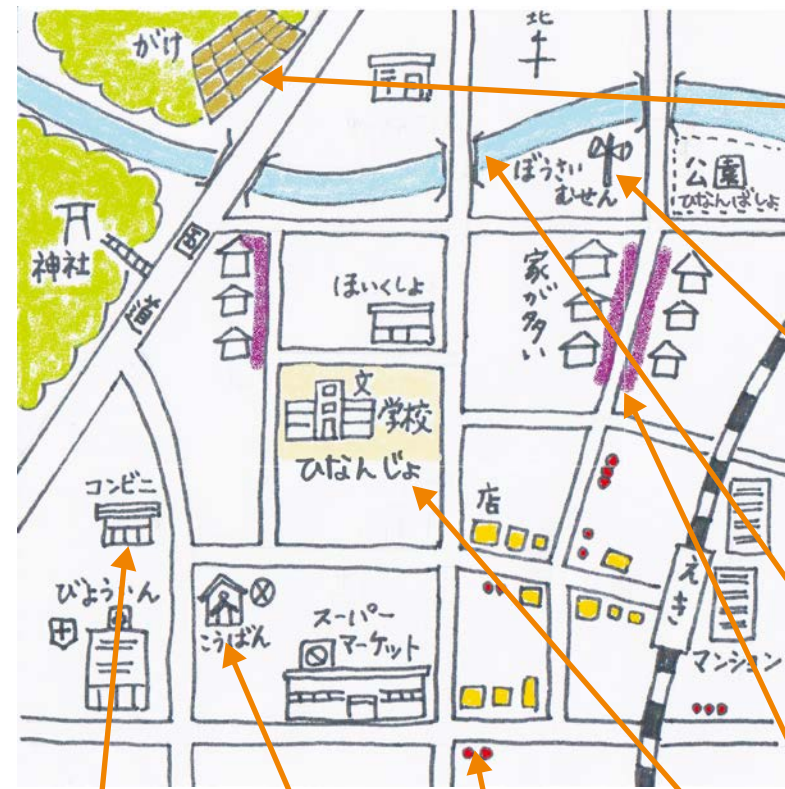 北
がけ
〒
ぼうさい
むせん
公園
ひなんばしょ
国道
神社
ほいくしょ
家が多い
文
学校
ひなんじょ
コンビニ
店
びょういん
こうばん
スーパー
マーケット
えき
マンション